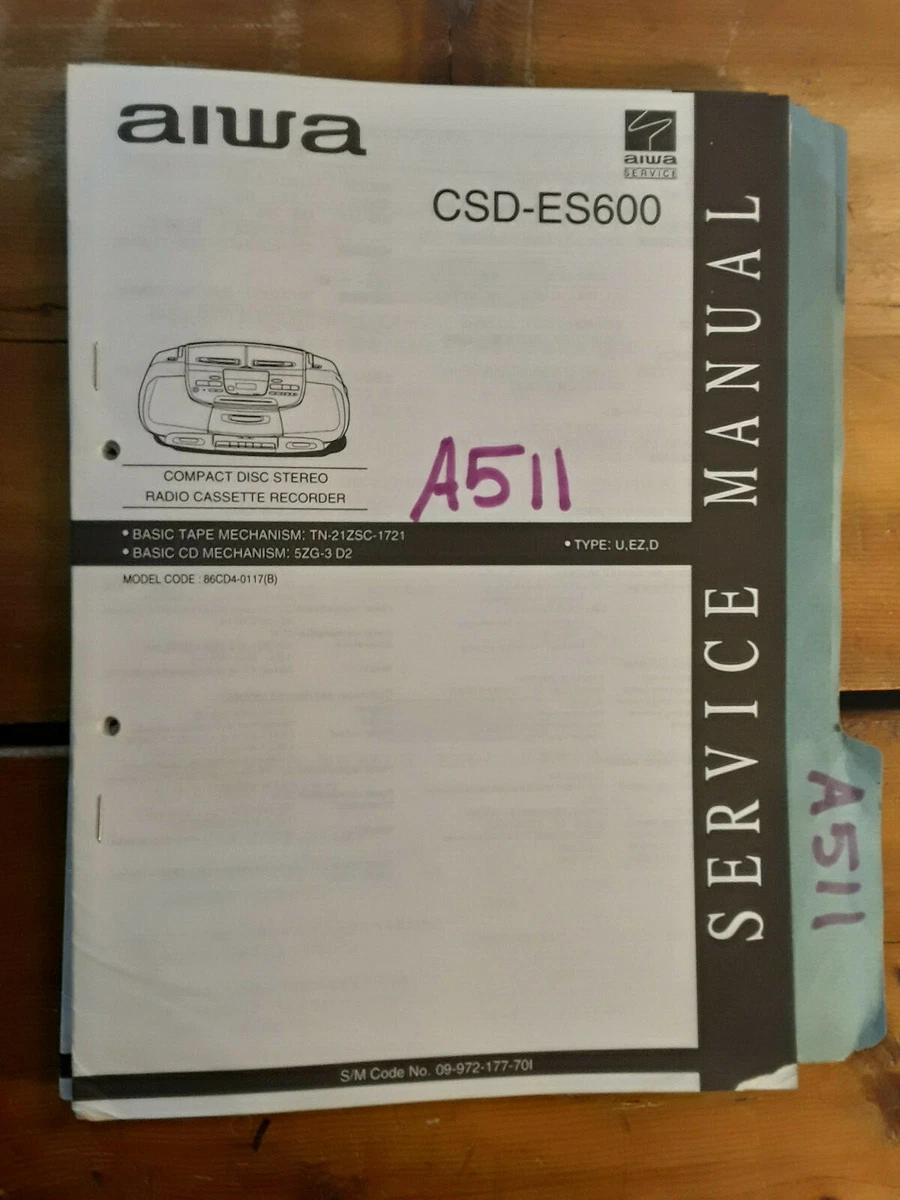 aiwa
aiwa
SERVICE
CSD-ES600
COMPACT DISC STEREO
RADIO CASSETTE RECORDER
A511
• BASIC TAPE MECHANISM: TN-21ZSC-1721
• BASIC CD MECHANISM: 5ZG-3 D2
• TYPE: U,EZ,D
MODEL CODE : 86CD4-0117(B)
S/M Code No. 09-972-177-70I
SERVICE MANUAL
A511